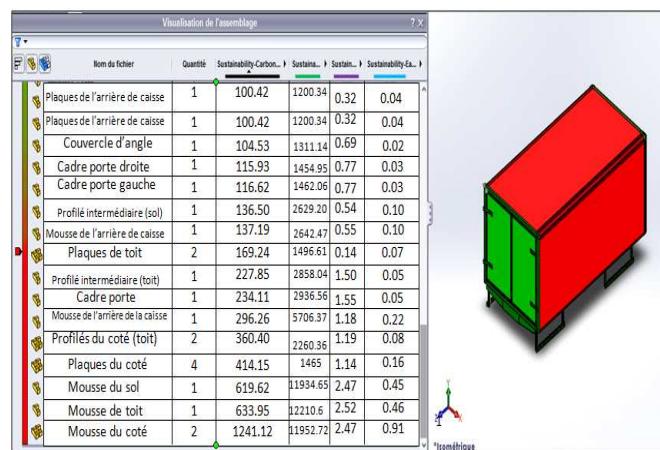 Visualisation de l'assemblage ? x
Nom du fichier Quantité Sustainability-Carbon... Sustaina... Sustain... Sustainability-Ea...
Plaques de l'arrière de caisse 1 100.42 1200.34 0.32 0.04
Plaques de l'arrière de caisse 1 100.42 1200.34 0.32 0.04
Couvercle d'angle 1 104.53 1311.14 0.69 0.02
Cadre porte droite 1 115.93 1454.95 0.77 0.03
Cadre porte gauche 1 116.62 1462.06 0.77 0.03
Profilé intermédiaire (sol) 1 136.50 2629.20 0.54 0.10
Mousse de l'arrière de caisse 1 137.19 2642.47 0.55 0.10
Plaques de toit 2 169.24 1496.61 0.14 0.07
Profilé intermédiaire (toit) 1 227.85 2858.04 1.50 0.05
Cadre porte 1 234.11 2936.56 1.55 0.05
Mousse de l'arrière de la caisse 1 296.26 5706.37 1.18 0.22
Profilés du coté (toit) 2 360.40 2260.36 1.19 0.08
Plaques du coté 4 414.15 1465 1.14 0.16
Mousse du sol 1 619.62 11934.65 2.47 0.45
Mousse de toit 1 633.95 12210.6 2.52 0.46
Mousse du coté 2 1241.12 11952.72 2.47 0.91
*Isométrique